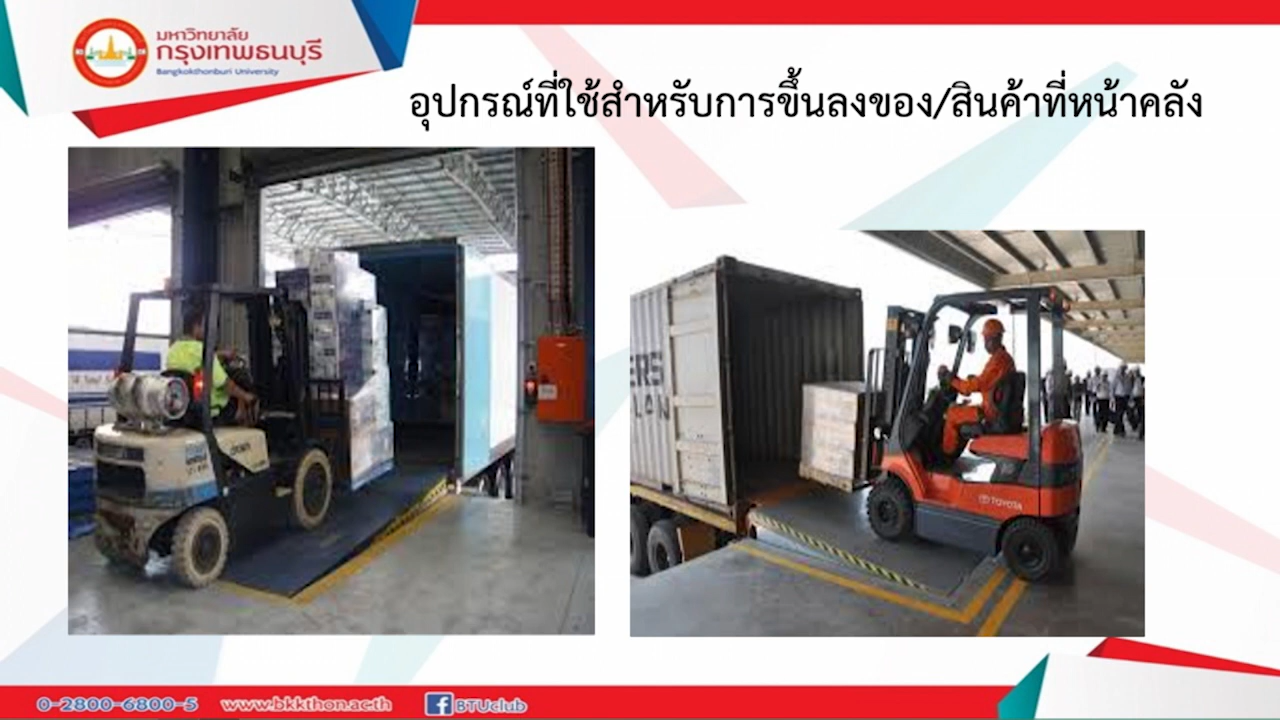 มหาวิทยาลัย
กรุงเทพธนบุรี
Bangkokthonburi University
อุปกรณ์ที่ใช้สำหรับการขึ้นลงของ/สินค้าที่หน้าคลัง
ERS
TOYOTA
0-2800-6800-5 www.bkkthon.ac.th BTUclub